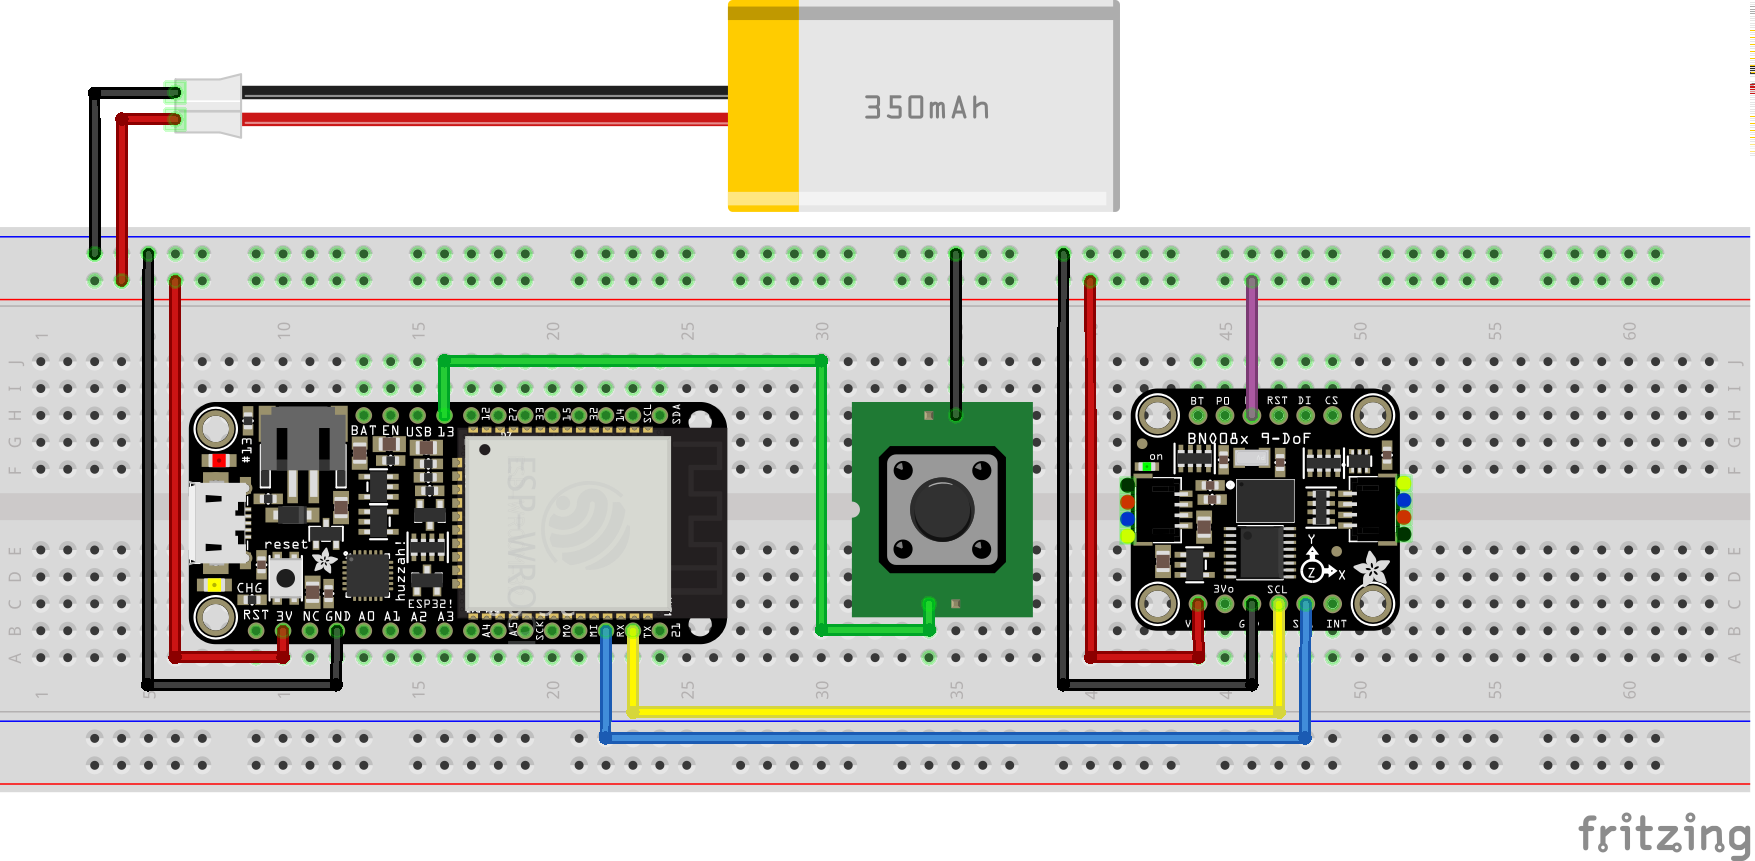 350mAh
1 10 15 20 25 30 45 50 55 60
J J
I I
H H
G G
F F
E E
D D
C C
B B
A A
BAT EN USB 13 12 27 33 15 32 14 SCL SDA
#13
reset
CHG
huzzah!
ESP32!
ESP-WRO
RST 3V NC GND A0 A1 A2 A3 A4 A5 SCK MO MI RX TX 21
BT PO RST DI CS
BNO08x 9-DoF
on
Y
Z X
3Vo SCL
INT
1 15 20 25 30 35 50 55 60
fritzing